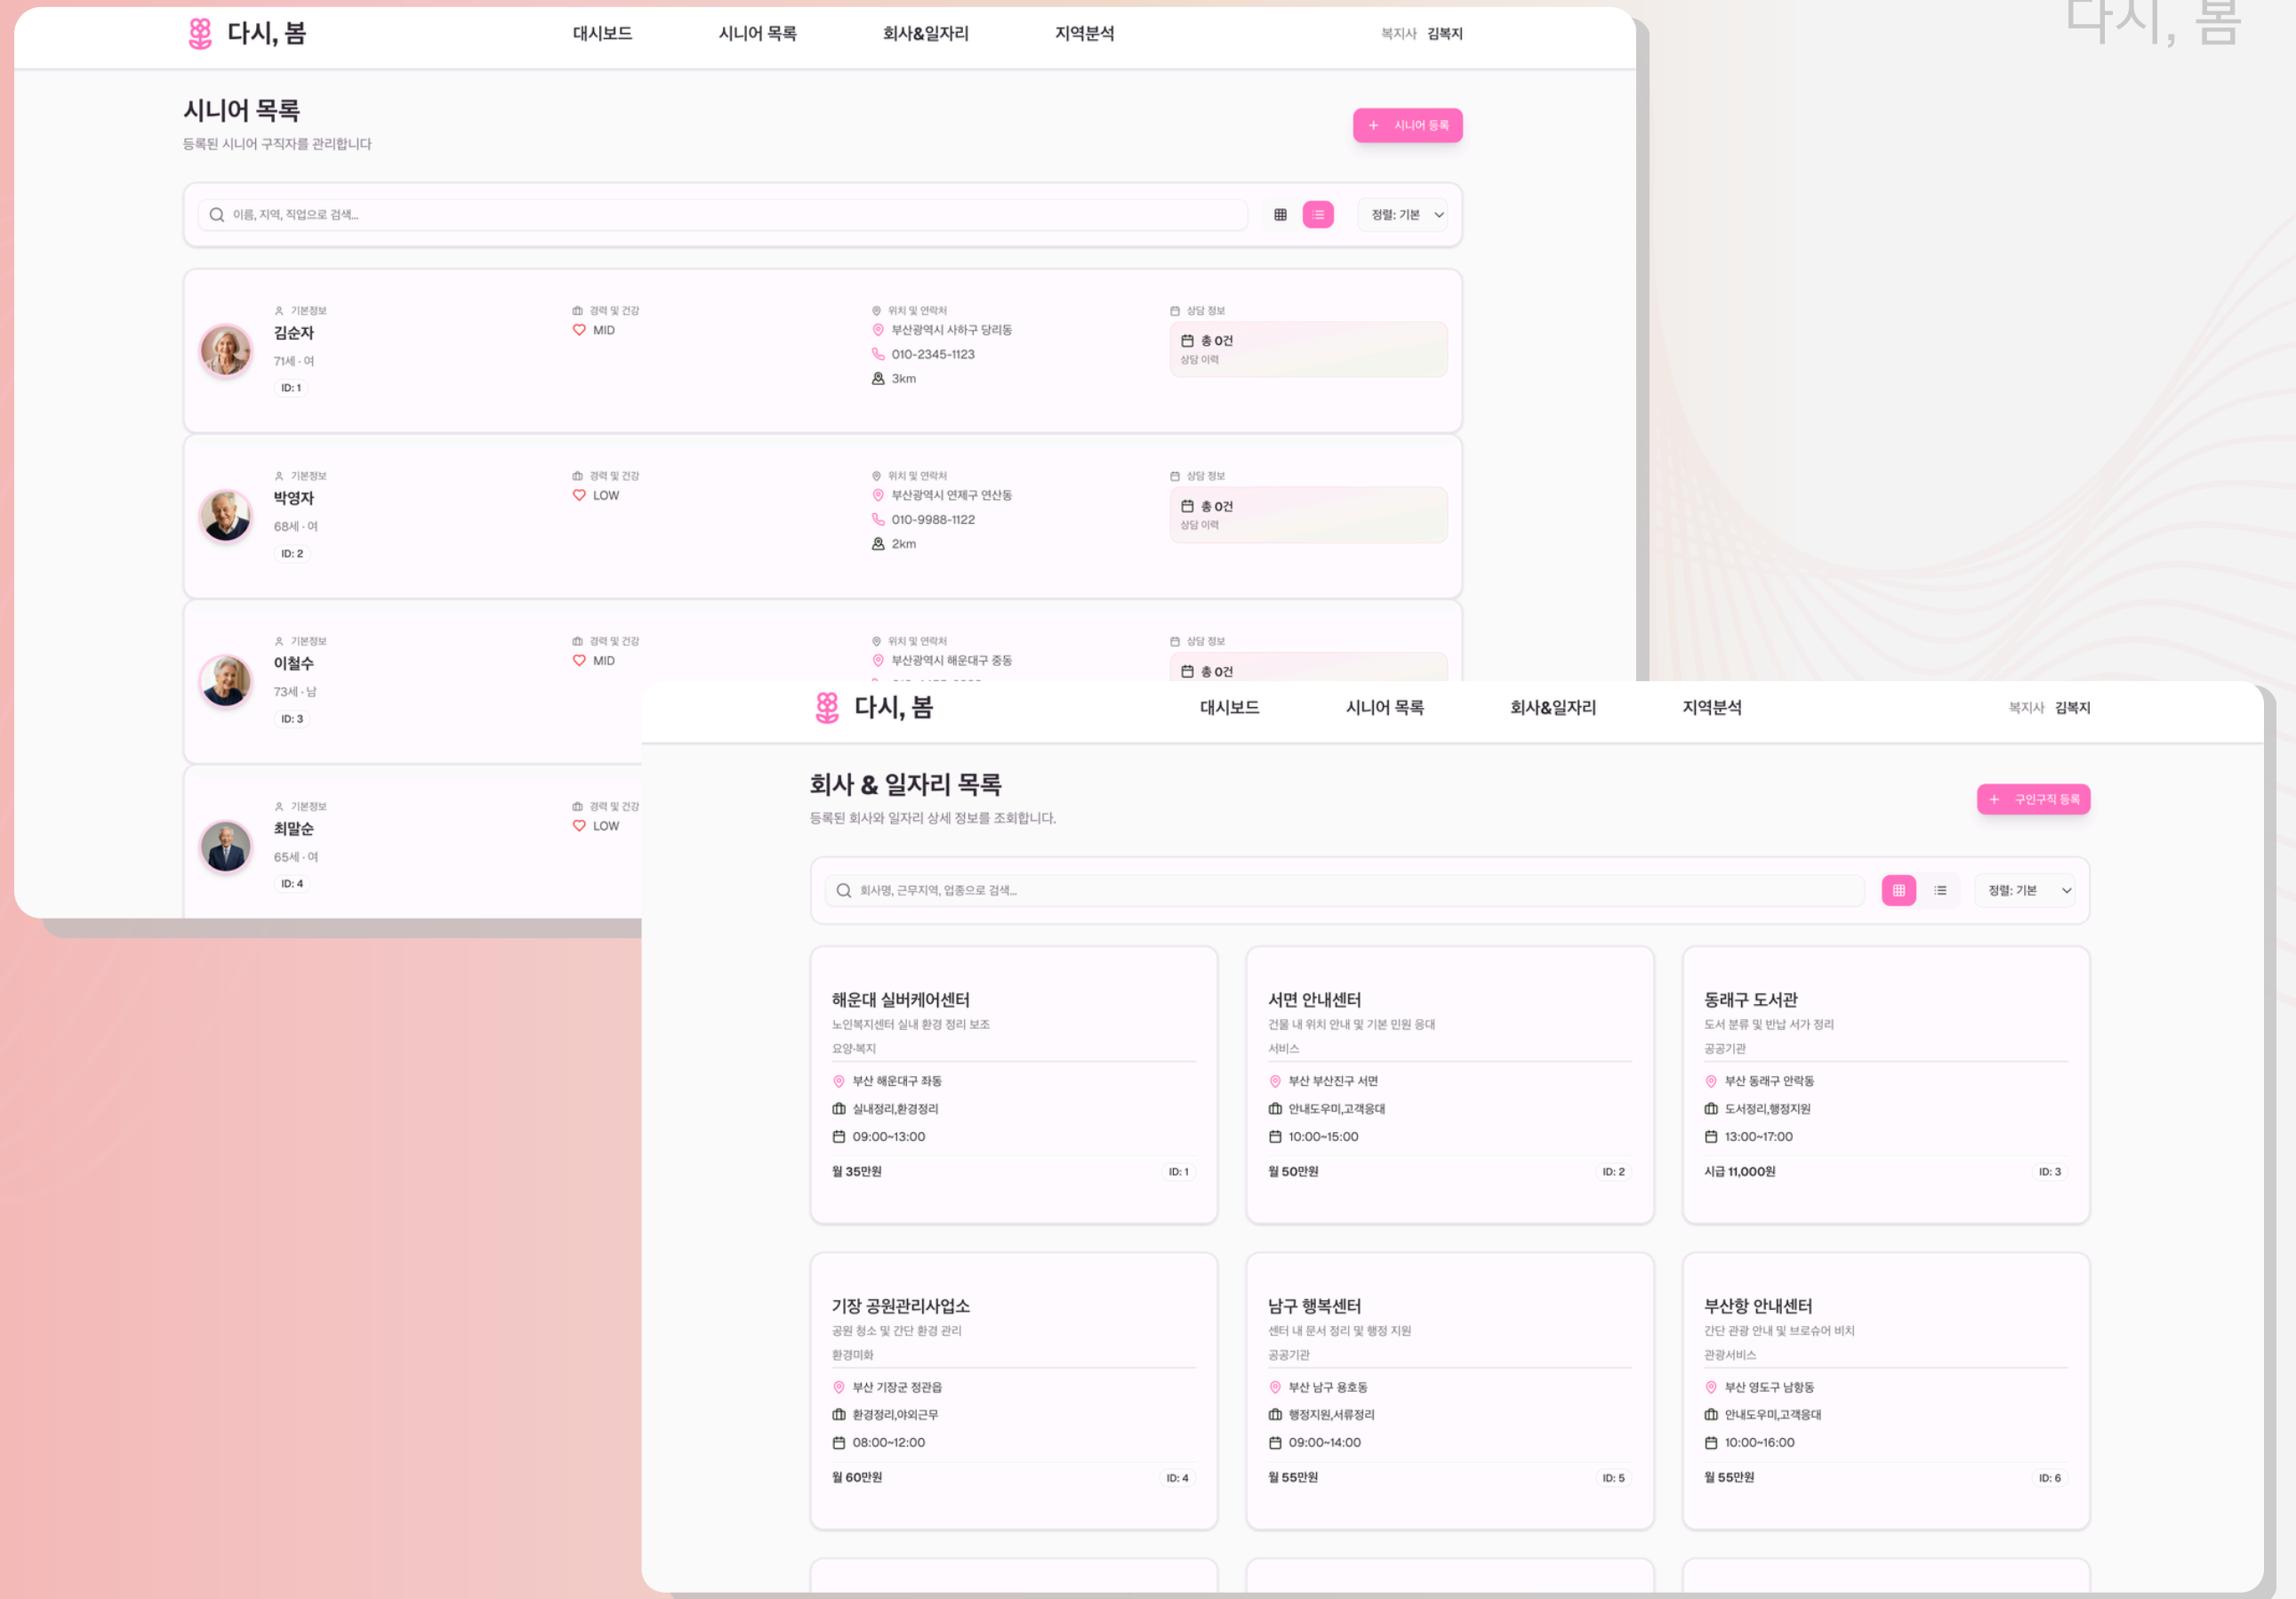 다시, 봄
다시, 봄
대시보드 시니어 목록 회사&일자리 지역분석
복지사 김복지
시니어 목록
등록된 시니어 구직자를 관리합니다
+ 시니어 등록
이름, 지역, 직업으로 검색...
정렬: 기본
기본정보
김순자
71세 · 여
ID: 1
경력 및 건강
MID
위치 및 연락처
부산광역시 사하구 당리동
010-2345-1123
3km
상담 정보
총 0건
상담 이력
기본정보
박영자
68세 · 여
ID: 2
경력 및 건강
LOW
위치 및 연락처
부산광역시 연제구 연산동
010-9988-1122
2km
상담 정보
총 0건
상담 이력
기본정보
이철수
73세 · 남
ID: 3
경력 및 건강
MID
위치 및 연락처
부산광역시 해운대구 중동
상담 정보
총 0건
기본정보
최말순
65세 · 여
ID: 4
경력 및 건강
LOW
다시, 봄
대시보드 시니어 목록 회사&일자리 지역분석
복지사 김복지
회사 & 일자리 목록
등록된 회사와 일자리 상세 정보를 조회합니다.
+ 구인구직 등록
회사명, 근무지역, 업종으로 검색...
정렬: 기본
해운대 실버케어센터
노인복지센터 실내 환경 정리 보조
요양·복지
부산 해운대구 좌동
실내정리,환경정리
09:00~13:00
월 35만원 ID: 1
서면 안내센터
건물 내 위치 안내 및 기본 민원 응대
서비스
부산 부산진구 서면
안내도우미,고객응대
10:00~15:00
월 50만원 ID: 2
동래구 도서관
도서 분류 및 반납 서가 정리
공공기관
부산 동래구 안락동
도서정리,행정지원
13:00~17:00
시급 11,000원 ID: 3
기장 공원관리사업소
공원 청소 및 간단 환경 관리
환경미화
부산 기장군 정관읍
환경정리,야외근무
08:00~12:00
월 60만원 ID: 4
남구 행복센터
센터 내 문서 정리 및 행정 지원
공공기관
부산 남구 용호동
행정지원,서류정리
09:00~14:00
월 55만원 ID: 5
부산항 안내센터
간단 관광 안내 및 브로슈어 비치
관광서비스
부산 영도구 남항동
안내도우미,고객응대
10:00~16:00
월 55만원 ID: 6